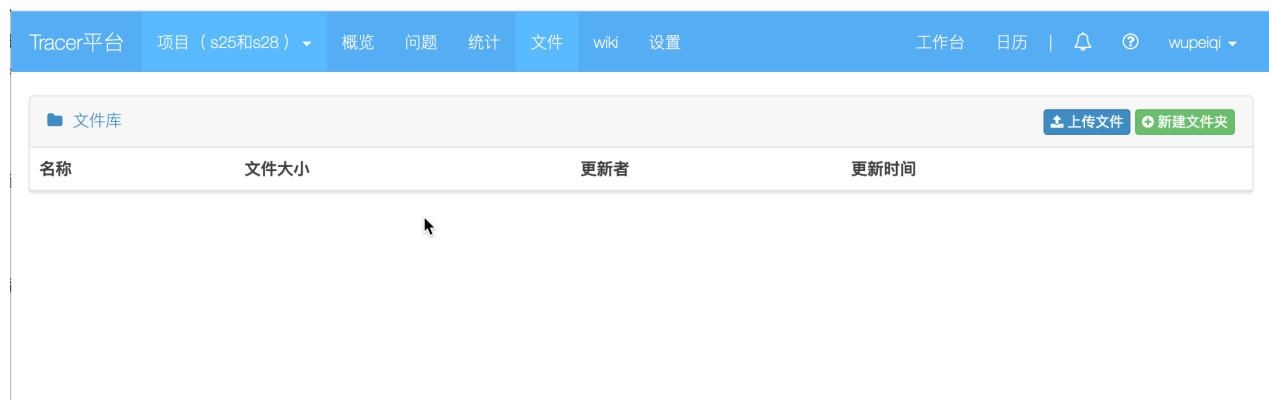 Tracer平台 项目（s25和s28） 概览 问题 统计 文件 wiki 设置 工作台 日历 | wupeiqi
文件库 上传文件 新建文件夹
名称 文件大小 更新者 更新时间